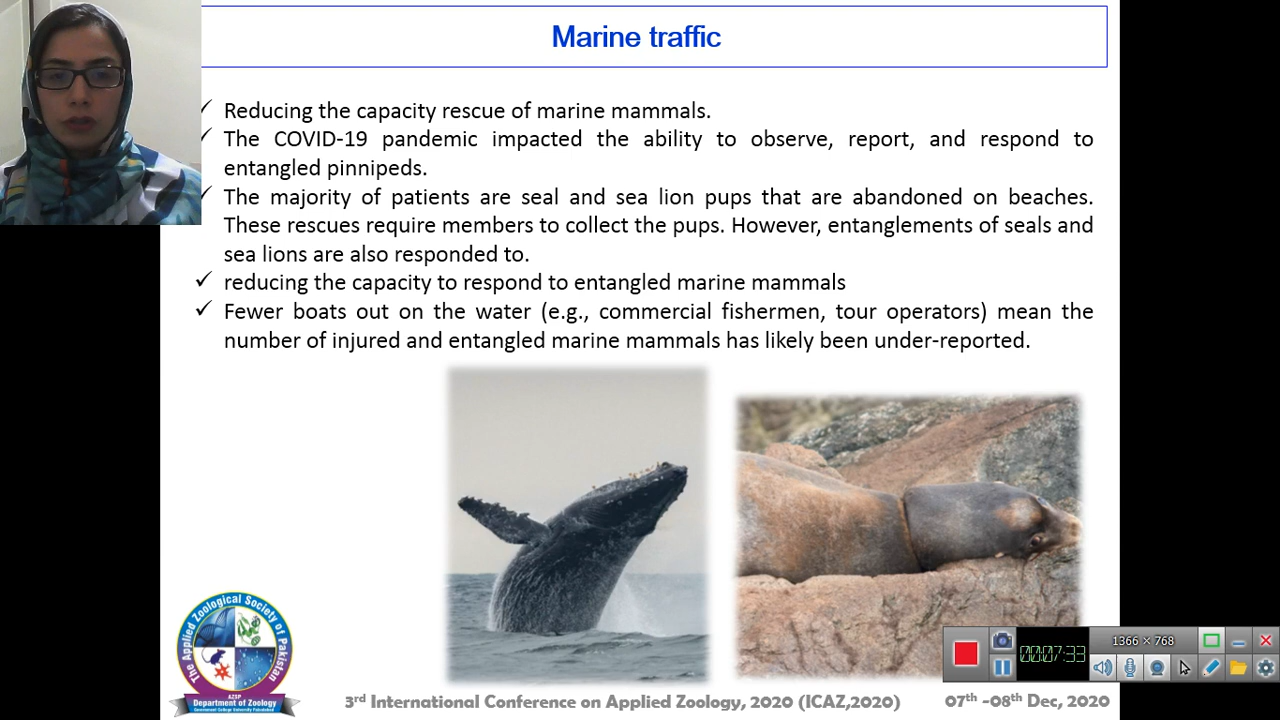 Marine traffic
✓ Reducing the capacity rescue of marine mammals.
✓ The COVID-19 pandemic impacted the ability to observe, report, and respond to
entangled pinnipeds.
✓ The majority of patients are seal and sea lion pups that are abandoned on beaches.
These rescues require members to collect the pups. However, entanglements of seals and
sea lions are also responded to.
✓ reducing the capacity to respond to entangled marine mammals
✓ Fewer boats out on the water (e.g., commercial fishermen, tour operators) mean the
number of injured and entangled marine mammals has likely been under-reported.
The Applied Zoological Society of Pakistan
AZSP
Department of Zoology
Government College University Faisalabad
3rd International Conference on Applied Zoology, 2020 (ICAZ,2020)
07th -08th Dec, 2020
00:07:33
1366 × 768